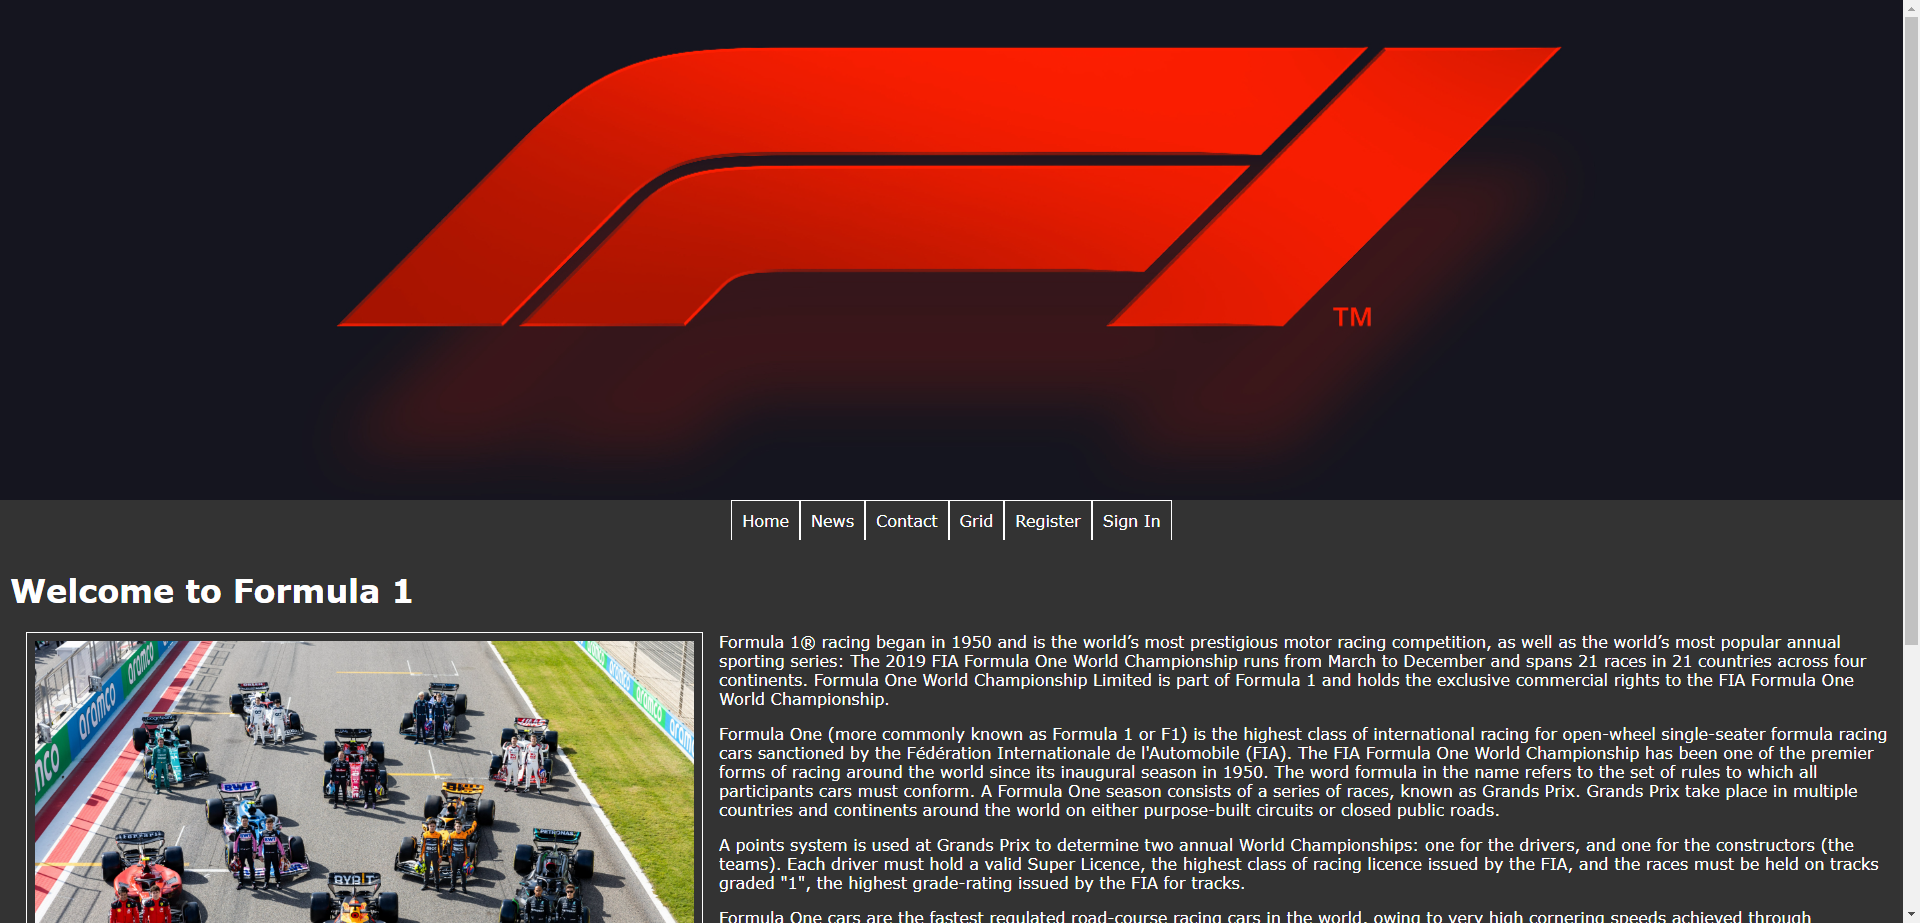 TM
Home News Contact Grid Register Sign In
Welcome to Formula 1
Formula 1® racing began in 1950 and is the world’s most prestigious motor racing competition, as well as the world’s most popular annual
sporting series: The 2019 FIA Formula One World Championship runs from March to December and spans 21 races in 21 countries across four
continents. Formula One World Championship Limited is part of Formula 1 and holds the exclusive commercial rights to the FIA Formula One
World Championship.
Formula One (more commonly known as Formula 1 or F1) is the highest class of international racing for open-wheel single-seater formula racing
cars sanctioned by the Fédération Internationale de l'Automobile (FIA). The FIA Formula One World Championship has been one of the premier
forms of racing around the world since its inaugural season in 1950. The word formula in the name refers to the set of rules to which all
participants cars must conform. A Formula One season consists of a series of races, known as Grands Prix. Grands Prix take place in multiple
countries and continents around the world on either purpose-built circuits or closed public roads.
A points system is used at Grands Prix to determine two annual World Championships: one for the drivers, and one for the constructors (the
teams). Each driver must hold a valid Super Licence, the highest class of racing licence issued by the FIA, and the races must be held on tracks
graded "1", the highest grade-rating issued by the FIA for tracks.
Formula One cars are the fastest regulated road-course racing cars in the world, owing to very high cornering speeds achieved through
aramco
aramco
aramco
aramco
BWT
PETRONAS
BYBIT